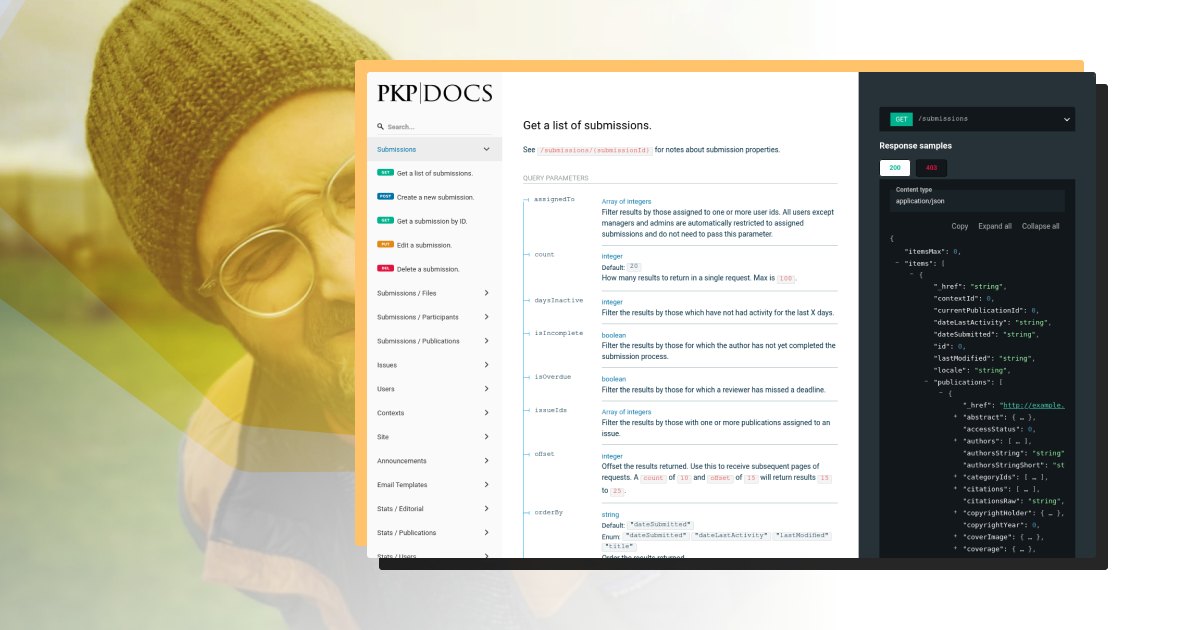 PKP|DOCS
Search...
Submissions
GET Get a list of submissions.
POST Create a new submission.
GET Get a submission by ID.
PUT Edit a submission.
DEL Delete a submission.
Submissions / Files
Submissions / Participants
Submissions / Publications
Issues
Users
Contexts
Site
Announcements
Email Templates
Stats / Editorial
Stats / Publications
Stats / Users
Get a list of submissions.
See /submissions/{submissionId} for notes about submission properties.
QUERY PARAMETERS
assignedTo
Array of integers
Filter results by those assigned to one or more user ids. All users except
managers and admins are automatically restricted to assigned
submissions and do not need to pass this parameter.
count
integer
Default: 20
How many results to return in a single request. Max is 100.
daysInactive
integer
Filter the results by those which have not had activity for the last X days.
isIncomplete
boolean
Filter the results by those for which the author has not yet completed the
submission process.
isOverdue
boolean
Filter the results by those for which a reviewer has missed a deadline.
issueIds
Array of integers
Filter the results by those with one or more publications assigned to an
issue.
offset
integer
Offset the results returned. Use this to receive subsequent pages of
requests. A count of 10 and offset of 15 will return results 15
to 25.
orderBy
string
Default: "dateSubmitted"
Enum: "dateSubmitted" "dateLastActivity" "lastModified"
"title"
Order the results returned.
GET /submissions
Response samples
200 403
Content type
application/json
Copy Expand all Collapse all
{
"itemsMax": 0,
- "items": [
- {
"_href": "string",
"contextId": 0,
"currentPublicationId": 0,
"dateLastActivity": "string",
"dateSubmitted": "string",
"id": 0,
"lastModified": "string",
"locale": "string",
- "publications": [
- {
"_href": "http://example.
+ "abstract": { … },
"accessStatus": 0,
+ "authors": [ … ],
"authorsString": "string"
"authorsStringShort": "st
+ "categoryIds": [ … ],
+ "citations": [ … ],
"citationsRaw": "string",
+ "copyrightHolder": { … },
"copyrightYear": 0,
+ "coverImage": { … },
+ "coverage": { … },